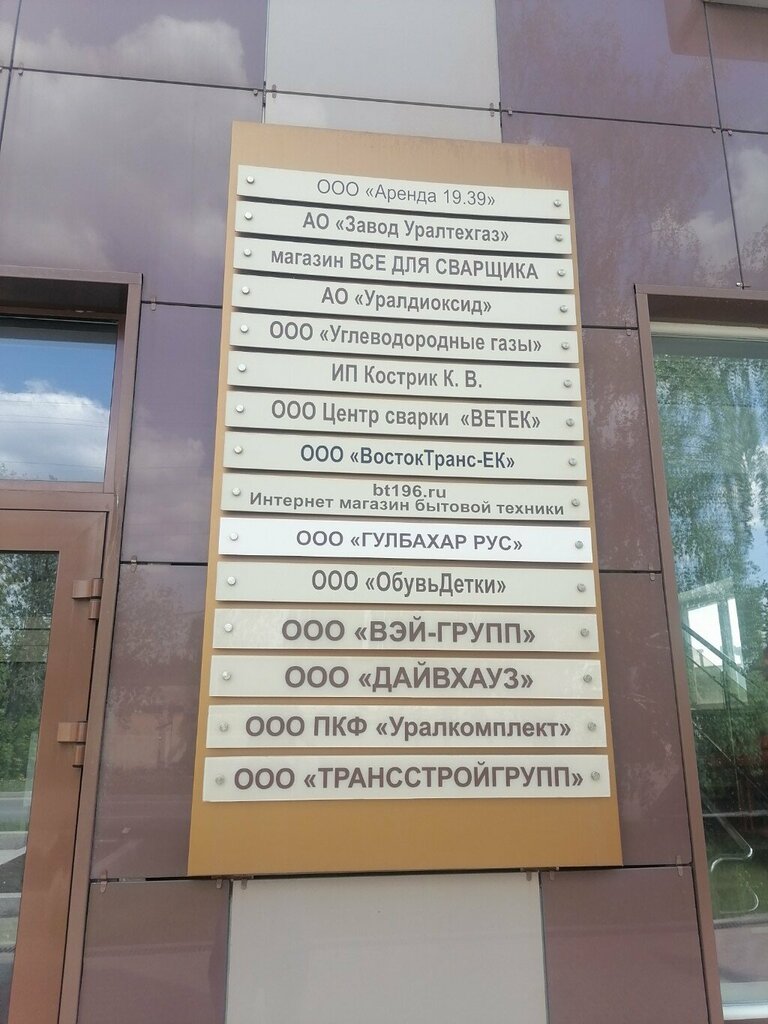 ООО «Аренда 19.39»
АО «Завод Уралтехгаз»
магазин ВСЕ ДЛЯ СВАРЩИКА
АО «Уралдиоксид»
ООО «Углеводородные газы»
ИП Кострик К. В.
ООО Центр сварки «ВЕТЕК»
ООО «ВостокТранс-ЕК»
bt196.ru
Интернет магазин бытовой техники
ООО «ГУЛБАХАР РУС»
ООО «ОбувьДетки»
ООО «ВЭЙ-ГРУПП»
ООО «ДАЙВХАУЗ»
ООО ПКФ «Уралкомплект»
ООО «ТРАНССТРОЙГРУПП»